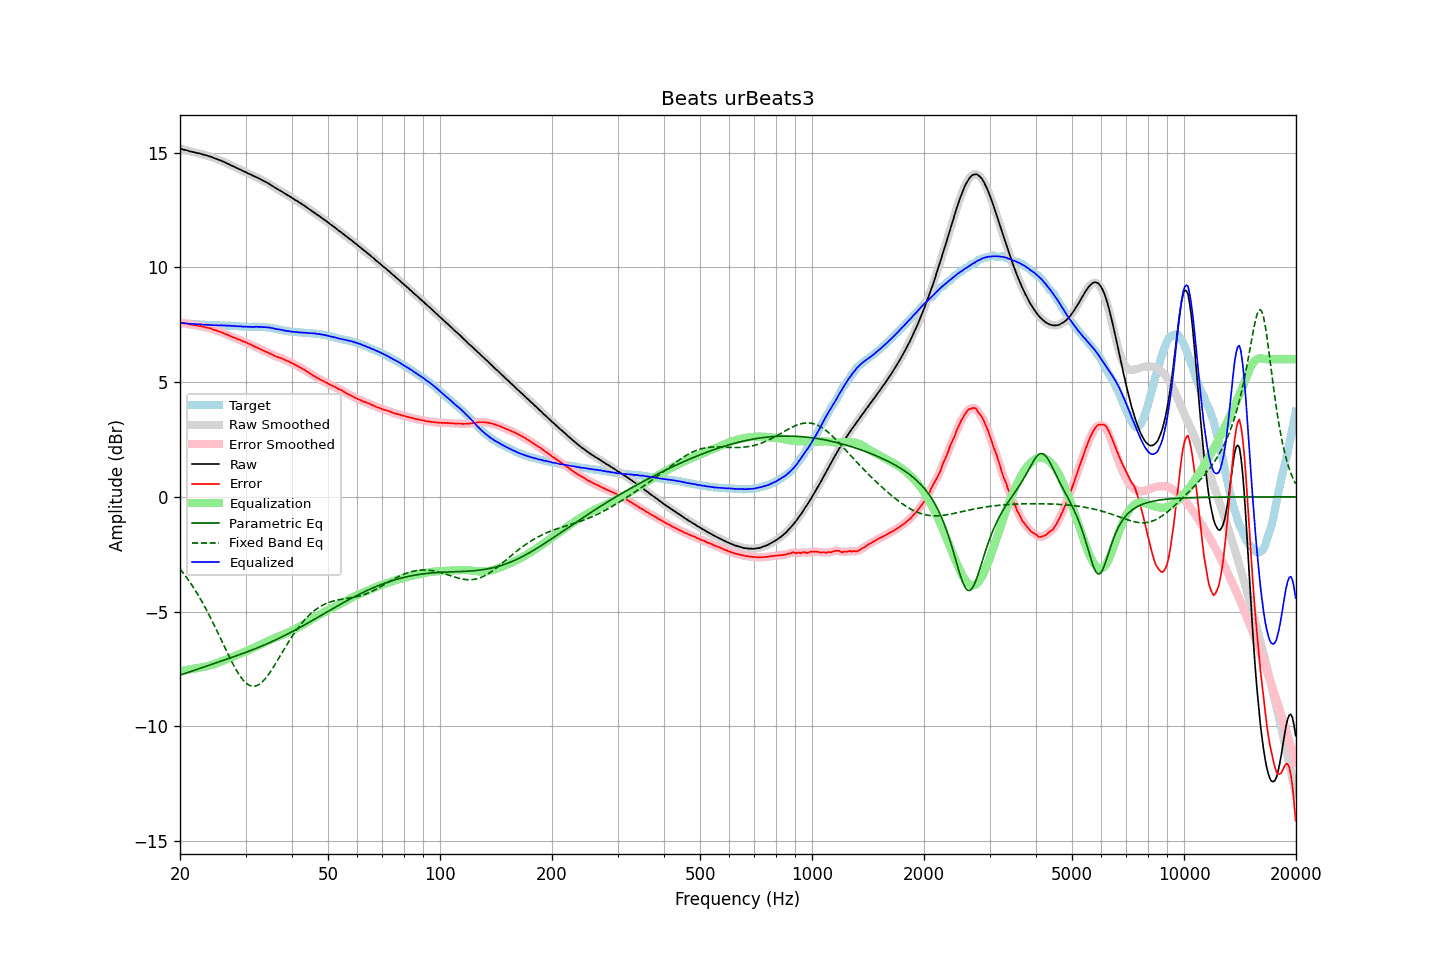 Beats urBeats3
Amplitude (dBr)
15
10
5
0
−5
−10
−15
Target
Raw Smoothed
Error Smoothed
Raw
Error
Equalization
Parametric Eq
Fixed Band Eq
Equalized
20 50 100 200 500 1000 2000 5000 10000 20000
Frequency (Hz)